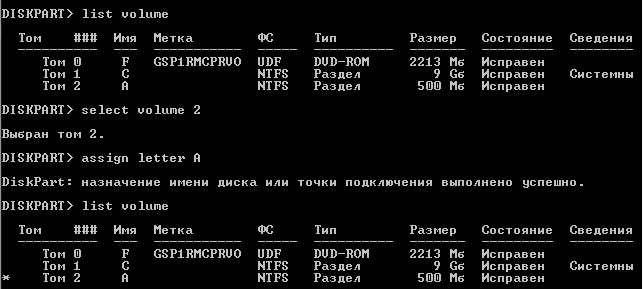 DISKPART> list volume
Том ### Имя Метка ФС Тип Размер Состояние Сведения
Том 0 F GSP1RMCPRVO UDF DVD-ROM 2213 Мб Исправен
Том 1 C NTFS Раздел 9 Gб Исправен Системны
Том 2 A NTFS Раздел 500 Мб Исправен
DISKPART> select volume 2
Выбран том 2.
DISKPART> assign letter A
DiskPart: назначение имени диска или точки подключения выполнено успешно.
DISKPART> list volume
Том ### Имя Метка ФС Тип Размер Состояние Сведения
Том 0 F GSP1RMCPRVO UDF DVD-ROM 2213 Мб Исправен
Том 1 C NTFS Раздел 9 Gб Исправен Системны
* Том 2 A NTFS Раздел 500 Мб Исправен